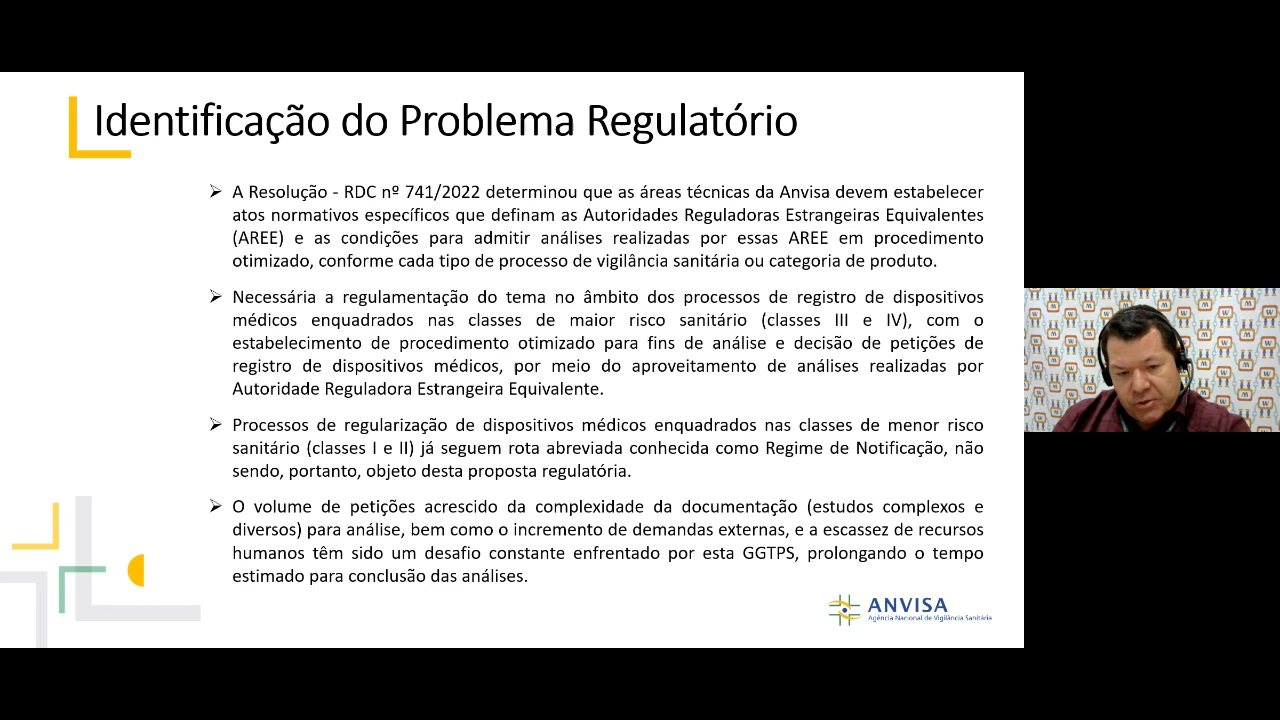 Identificação do Problema Regulatório
A Resolução - RDC nº 741/2022 determinou que as áreas técnicas da Anvisa devem estabelecer
atos normativos específicos que definam as Autoridades Reguladoras Estrangeiras Equivalentes
(AREE) e as condições para admitir análises realizadas por essas AREE em procedimento
otimizado, conforme cada tipo de processo de vigilância sanitária ou categoria de produto.
Necessária a regulamentação do tema no âmbito dos processos de registro de dispositivos
médicos enquadrados nas classes de maior risco sanitário (classes III e IV), com o
estabelecimento de procedimento otimizado para fins de análise e decisão de petições de
registro de dispositivos médicos, por meio do aproveitamento de análises realizadas por
Autoridade Reguladora Estrangeira Equivalente.
Processos de regularização de dispositivos médicos enquadrados nas classes de menor risco
sanitário (classes I e II) já seguem rota abreviada conhecida como Regime de Notificação, não
sendo, portanto, objeto desta proposta regulatória.
O volume de petições acrescido da complexidade da documentação (estudos complexos e
diversos) para análise, bem como o incremento de demandas externas, e a escassez de recursos
humanos têm sido um desafio constante enfrentado por esta GGTPS, prolongando o tempo
estimado para conclusão das análises.
ANVISA
Agência Nacional de Vigilância Sanitária